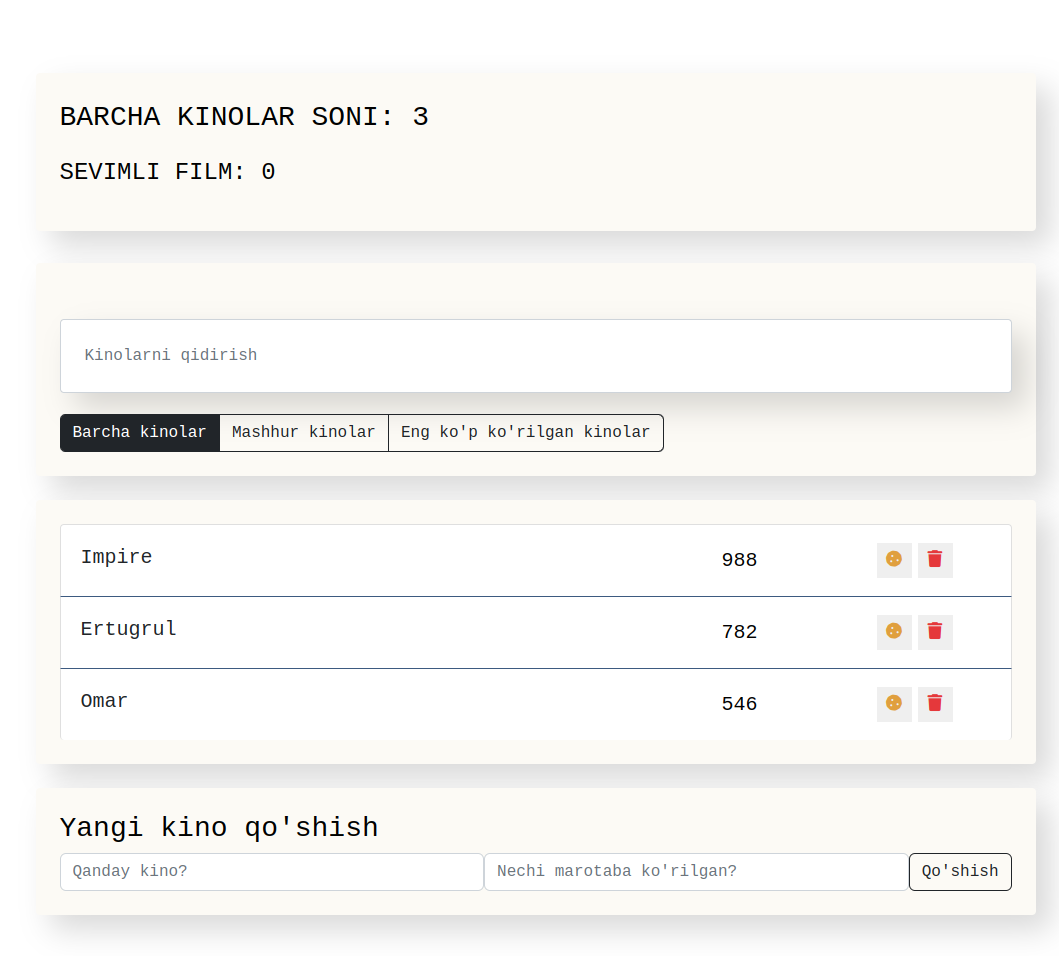 BARCHA KINOLAR SONI: 3
SEVIMLI FILM: 0
Kinolarni qidirish
Barcha kinolar Mashhur kinolar Eng ko'p ko'rilgan kinolar
Impire 988
Ertugrul 782
Omar 546
Yangi kino qo'shish
Qanday kino? Nechi marotaba ko'rilgan? Qo'shish